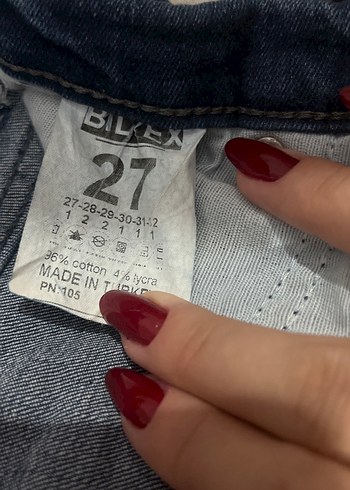 27
27-28-29-30-31-32
1 2 2 1 1 1
96% cotton 4% lycra
MADE IN TURKEY
PN 105